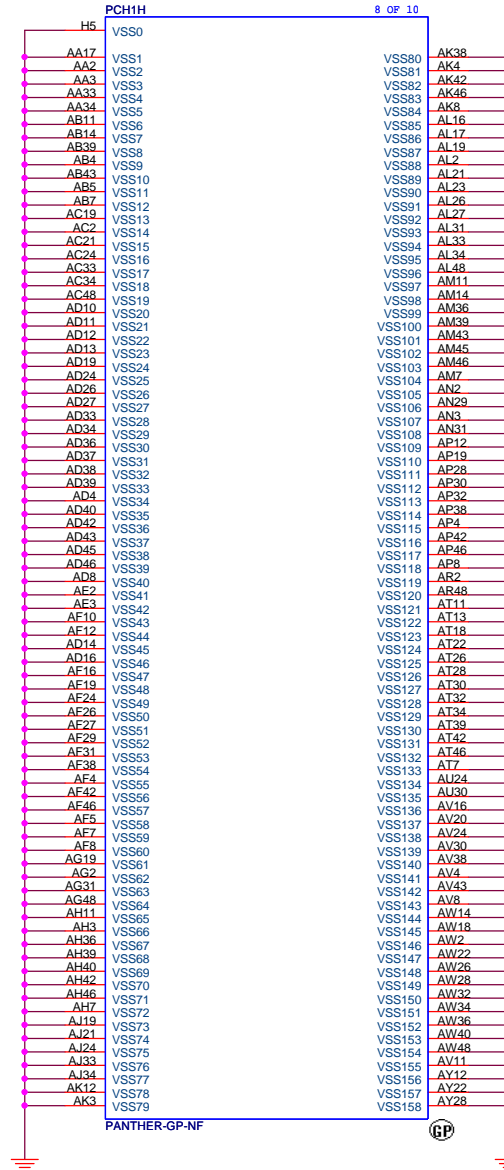 PCH1H 8 OF 10
H5 VSS0
AA17 VSS1 VSS80 AK38
AA2 VSS2 VSS81 AK4
AA3 VSS3 VSS82 AK42
AA33 VSS4 VSS83 AK46
AA34 VSS5 VSS84 AK8
AB11 VSS6 VSS85 AL16
AB14 VSS7 VSS86 AL17
AB39 VSS8 VSS87 AL19
AB4 VSS9 VSS88 AL2
AB43 VSS10 VSS89 AL21
AB5 VSS11 VSS90 AL23
AB7 VSS12 VSS91 AL26
AC19 VSS13 VSS92 AL27
AC2 VSS14 VSS93 AL31
AC21 VSS15 VSS94 AL33
AC24 VSS16 VSS95 AL34
AC33 VSS17 VSS96 AL48
AC34 VSS18 VSS97 AM11
AC48 VSS19 VSS98 AM14
AD10 VSS20 VSS99 AM36
AD11 VSS21 VSS100 AM39
AD12 VSS22 VSS101 AM43
AD13 VSS23 VSS102 AM45
AD19 VSS24 VSS103 AM46
AD24 VSS25 VSS104 AM7
AD26 VSS26 VSS105 AN2
AD27 VSS27 VSS106 AN29
AD33 VSS28 VSS107 AN3
AD34 VSS29 VSS108 AN31
AD36 VSS30 VSS109 AP12
AD37 VSS31 VSS110 AP19
AD38 VSS32 VSS111 AP28
AD39 VSS33 VSS112 AP30
AD4 VSS34 VSS113 AP32
AD40 VSS35 VSS114 AP38
AD42 VSS36 VSS115 AP4
AD43 VSS37 VSS116 AP42
AD45 VSS38 VSS117 AP46
AD46 VSS39 VSS118 AP8
AD8 VSS40 VSS119 AR2
AE2 VSS41 VSS120 AR48
AE3 VSS42 VSS121 AT11
AF10 VSS43 VSS122 AT13
AF12 VSS44 VSS123 AT18
AD14 VSS45 VSS124 AT22
AD16 VSS46 VSS125 AT26
AF16 VSS47 VSS126 AT28
AF19 VSS48 VSS127 AT30
AF24 VSS49 VSS128 AT32
AF26 VSS50 VSS129 AT34
AF27 VSS51 VSS130 AT39
AF29 VSS52 VSS131 AT42
AF31 VSS53 VSS132 AT46
AF38 VSS54 VSS133 AT7
AF4 VSS55 VSS134 AU24
AF42 VSS56 VSS135 AU30
AF46 VSS57 VSS136 AV16
AF5 VSS58 VSS137 AV20
AF7 VSS59 VSS138 AV24
AF8 VSS60 VSS139 AV30
AG19 VSS61 VSS140 AV38
AG2 VSS62 VSS141 AV4
AG31 VSS63 VSS142 AV43
AG48 VSS64 VSS143 AV8
AH11 VSS65 VSS144 AW14
AH3 VSS66 VSS145 AW18
AH36 VSS67 VSS146 AW2
AH39 VSS68 VSS147 AW22
AH40 VSS69 VSS148 AW26
AH42 VSS70 VSS149 AW28
AH46 VSS71 VSS150 AW32
AH7 VSS72 VSS151 AW34
AJ19 VSS73 VSS152 AW36
AJ21 VSS74 VSS153 AW40
AJ24 VSS75 VSS154 AW48
AJ33 VSS76 VSS155 AV11
AJ34 VSS77 VSS156 AY12
AK12 VSS78 VSS157 AY22
AK3 VSS79 VSS158 AY28
PANTHER-GP-NF GP